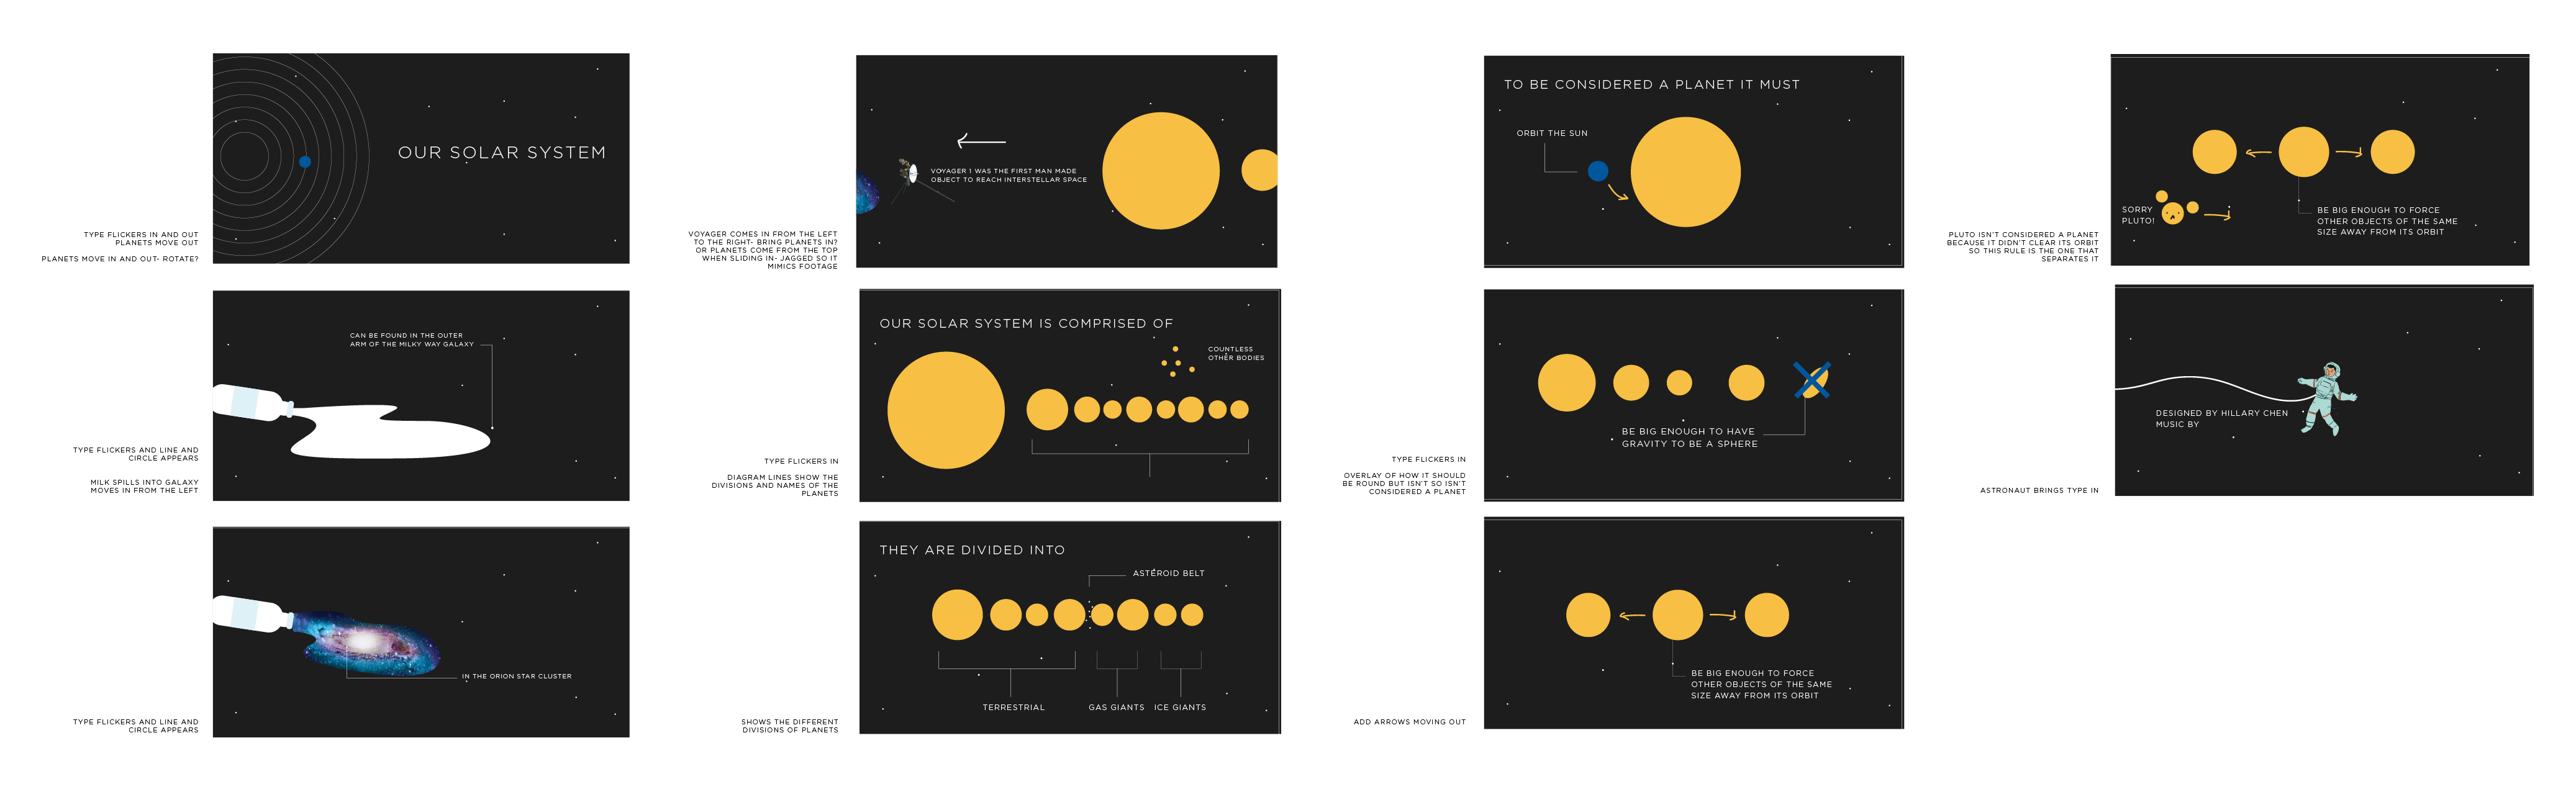 OUR SOLAR SYSTEM
TYPE FLICKERS IN AND OUT
PLANETS MOVE OUT
PLANETS MOVE IN AND OUT- ROTATE?
CAN BE FOUND IN THE OUTER
ARM OF THE MILKY WAY GALAXY
TYPE FLICKERS AND LINE AND
CIRCLE APPEARS
MILK SPILLS INTO GALAXY
MOVES IN FROM THE LEFT
IN THE ORION STAR CLUSTER
TYPE FLICKERS AND LINE AND
CIRCLE APPEARS
VOYAGER 1 WAS THE FIRST MAN MADE
OBJECT TO REACH INTERSTELLAR SPACE
VOYAGER COMES IN FROM THE LEFT
TO THE RIGHT- BRING PLANETS IN?
OR PLANETS COME FROM THE TOP
WHEN SLIDING IN- JAGGED SO IT
MIMICS FOOTAGE
OUR SOLAR SYSTEM IS COMPRISED OF
COUNTLESS
OTHER BODIES
TYPE FLICKERS IN
DIAGRAM LINES SHOW THE
DIVISIONS AND NAMES OF THE
PLANETS
THEY ARE DIVIDED INTO
ASTEROID BELT
TERRESTRIAL
GAS GIANTS
ICE GIANTS
SHOWS THE DIFFERENT
DIVISIONS OF PLANETS
TO BE CONSIDERED A PLANET IT MUST
ORBIT THE SUN
BE BIG ENOUGH TO HAVE
GRAVITY TO BE A SPHERE
TYPE FLICKERS IN
OVERLAY OF HOW IT SHOULD
BE ROUND BUT ISN'T SO ISN'T
CONSIDERED A PLANET
BE BIG ENOUGH TO FORCE
OTHER OBJECTS OF THE SAME
SIZE AWAY FROM ITS ORBIT
ADD ARROWS MOVING OUT
SORRY
PLUTO!
BE BIG ENOUGH TO FORCE
OTHER OBJECTS OF THE SAME
SIZE AWAY FROM ITS ORBIT
PLUTO ISN'T CONSIDERED A PLANET
BECAUSE IT DIDN'T CLEAR ITS ORBIT
SO THIS RULE IS THE ONE THAT
SEPARATES IT
DESIGNED BY HILLARY CHEN
MUSIC BY
ASTRONAUT BRINGS TYPE IN